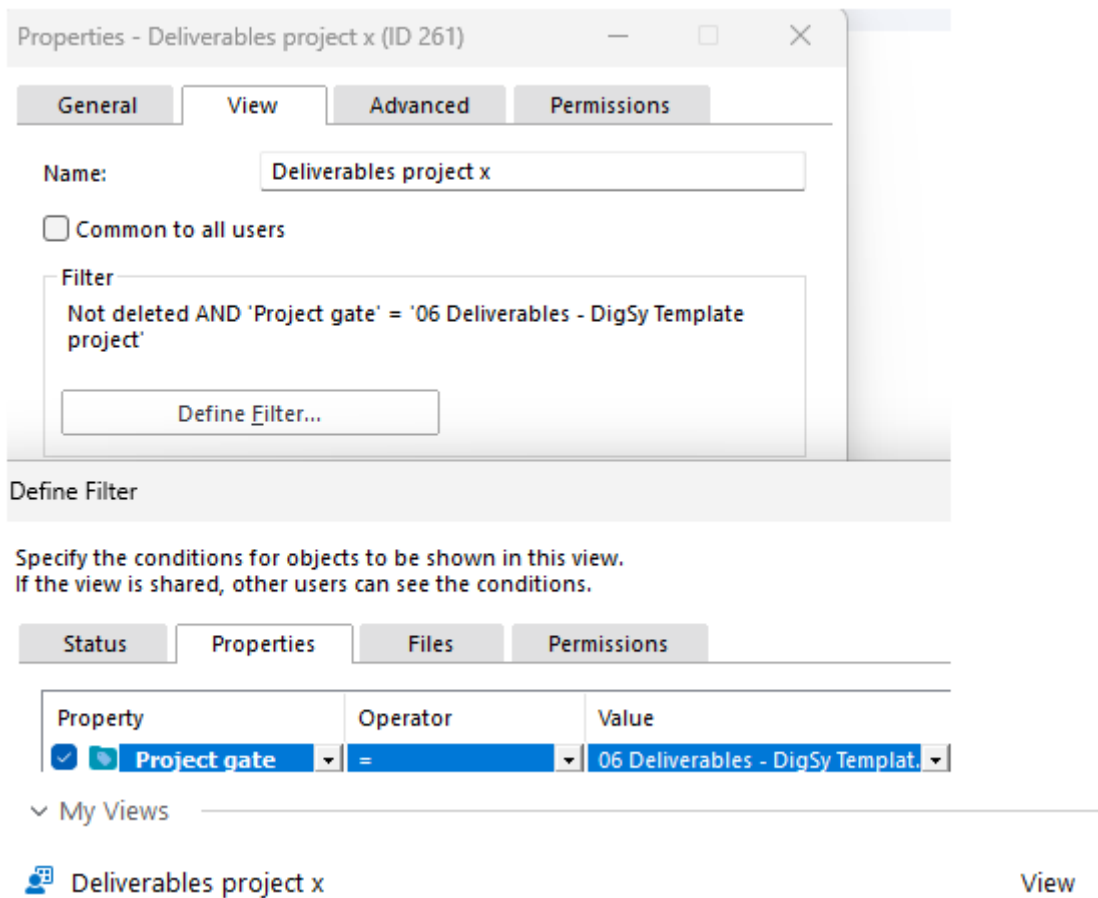 Properties - Deliverables project x (ID 261)
General View Advanced Permissions
Name: Deliverables project x
Common to all users
Filter
Not deleted AND 'Project gate' = '06 Deliverables - DigSy Template
project'
Define Filter...
Define Filter
Specify the conditions for objects to be shown in this view.
If the view is shared, other users can see the conditions.
Status Properties Files Permissions
Property Operator Value
Project gate = 06 Deliverables - DigSy Templat.
My Views
Deliverables project x View